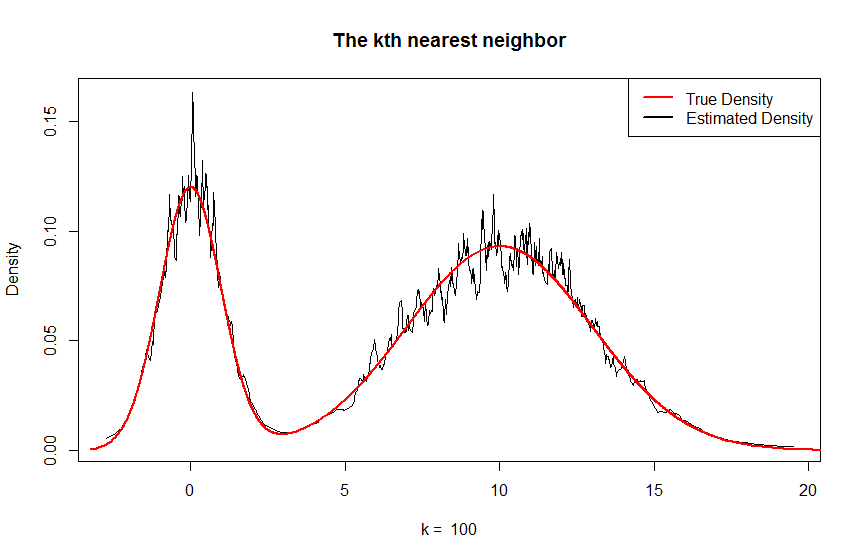 The kth nearest neighbor
True Density
Estimated Density
Density
0.15
0.10
0.05
0.00
0 5 10 15 20
k = 100